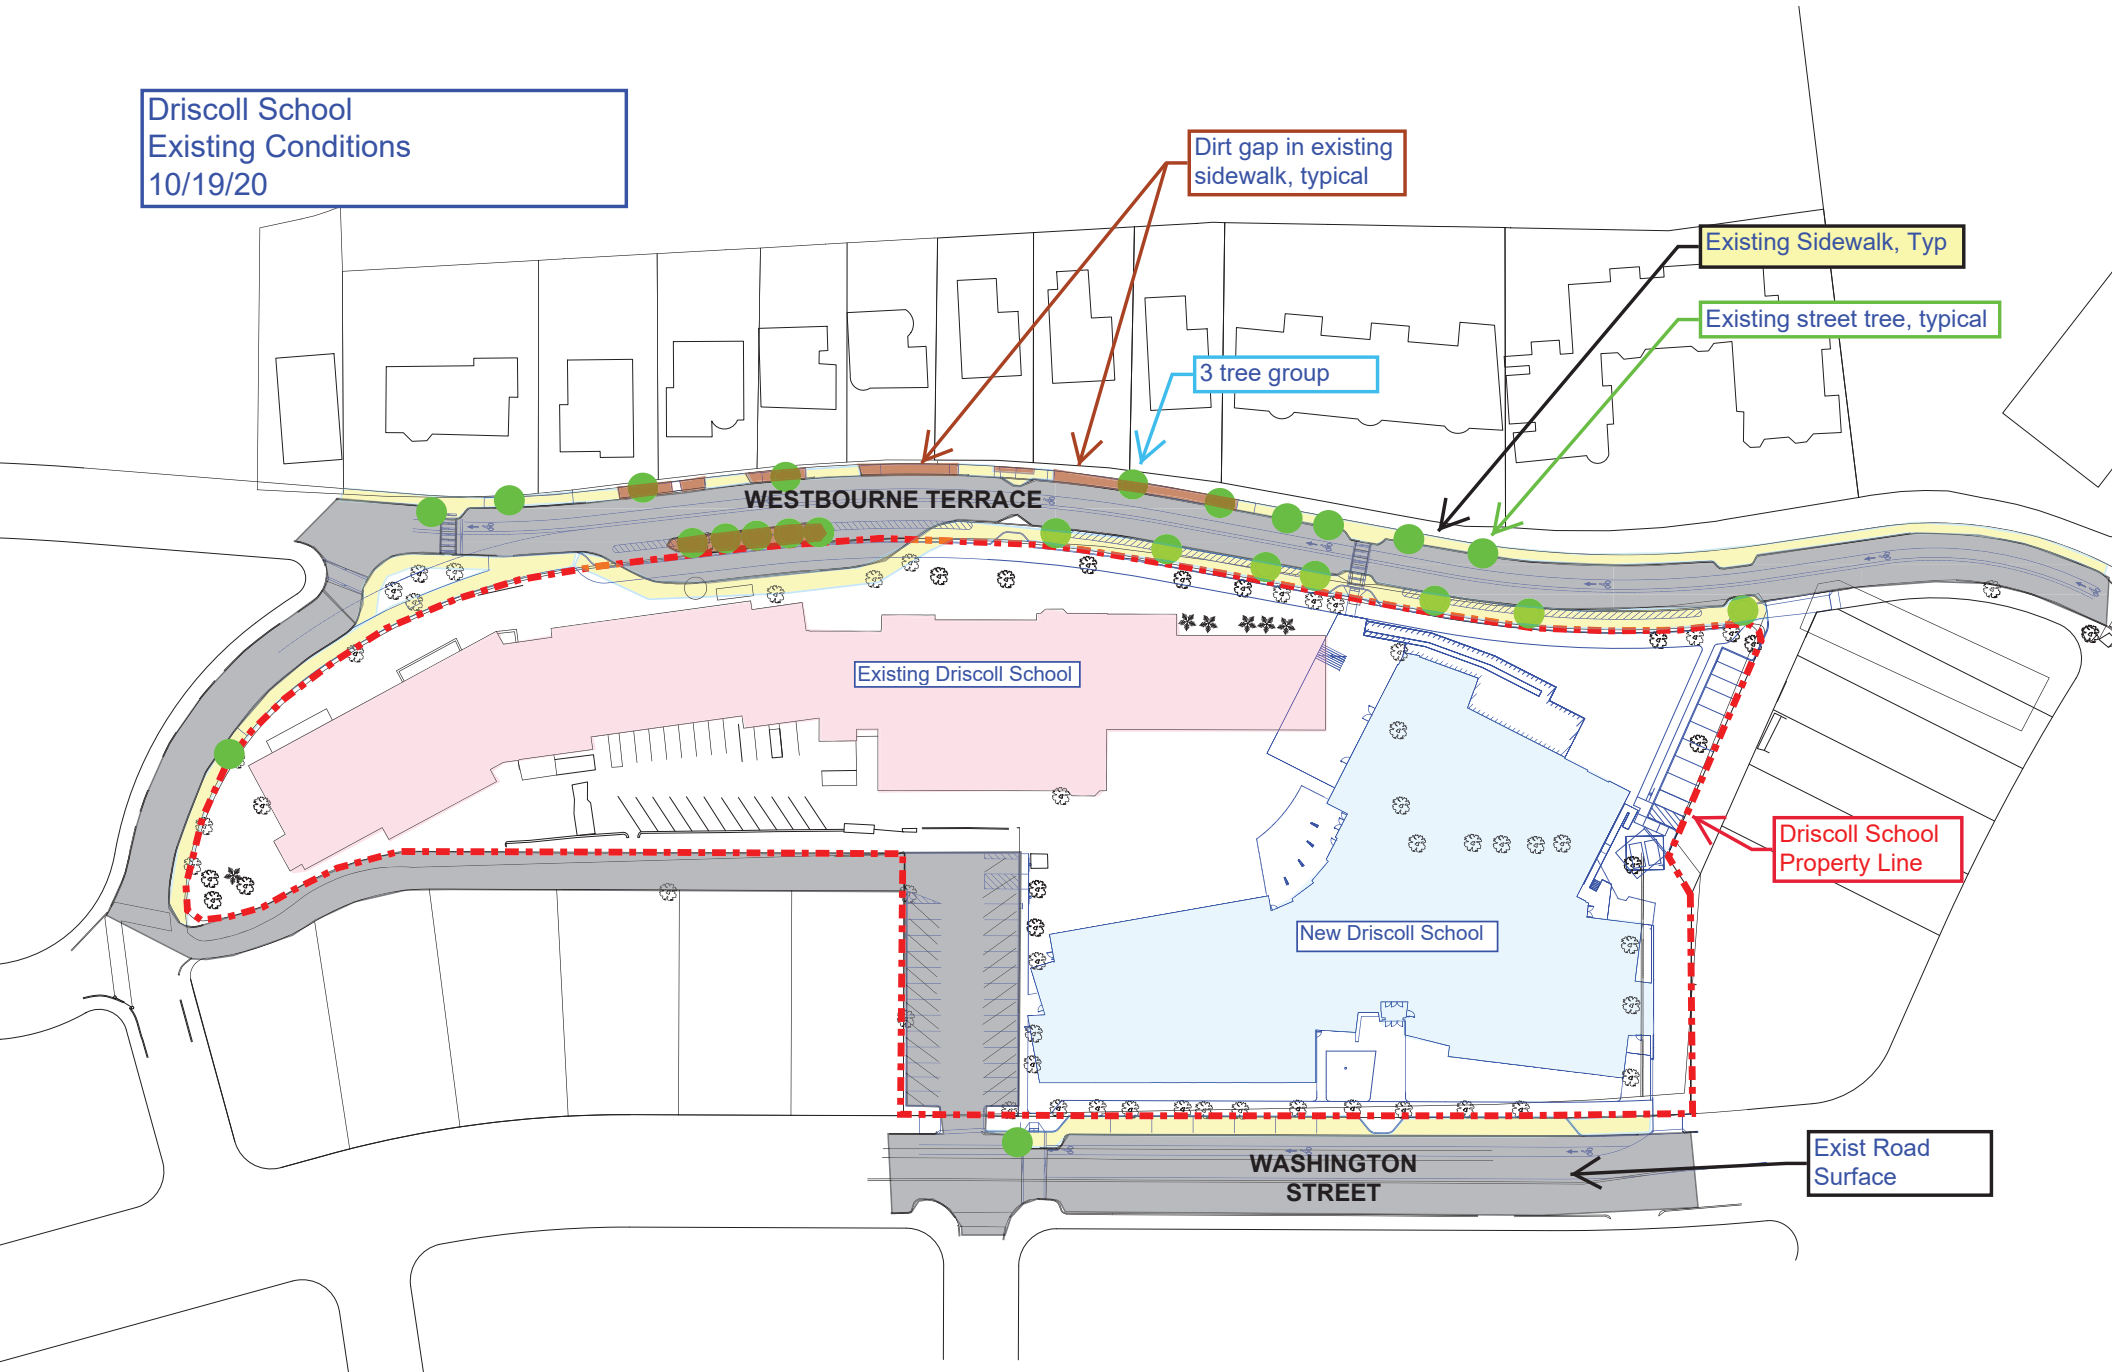 Driscoll School
Existing Conditions
10/19/20
Dirt gap in existing
sidewalk, typical
Existing Sidewalk, Typ
Existing street tree, typical
3 tree group
WESTBOURNE TERRACE
Existing Driscoll School
Driscoll School
Property Line
New Driscoll School
Exist Road
Surface
WASHINGTON
STREET